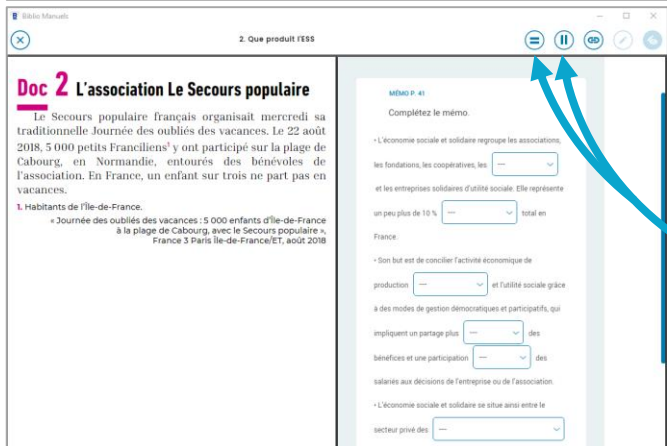 Biblio Manuels
2. Que produit l'ESS
Doc 2 L'association Le Secours populaire
Le Secours populaire français organisait mercredi sa
traditionnelle Journée des oubliés des vacances. Le 22 août
2018, 5 000 petits Franciliens¹ y ont participé sur la plage de
Cabourg, en Normandie, entourés des bénévoles de
l'association. En France, un enfant sur trois ne part pas en
vacances.
1. Habitants de l'Île-de-France.
« Journée des oubliés des vacances : 5 000 enfants d'Île-de-France
à la plage de Cabourg, avec le Secours populaire »,
France 3 Paris Île-de-France/ET, août 2018
MÉMO P. 41
Complétez le mémo.
• L'économie sociale et solidaire regroupe les associations,
les fondations, les coopératives, les —
et les entreprises solidaires d'utilité sociale. Elle représente
un peu plus de 10 % — total en
France.
• Son but est de concilier l'activité économique de
production — et l'utilité sociale grâce
à des modes de gestion démocratiques et participatifs, qui
impliquent un partage plus — des
bénéfices et une participation — des
salariés aux décisions de l'entreprise ou de l'association.
• L'économie sociale et solidaire se situe ainsi entre le
secteur privé des —